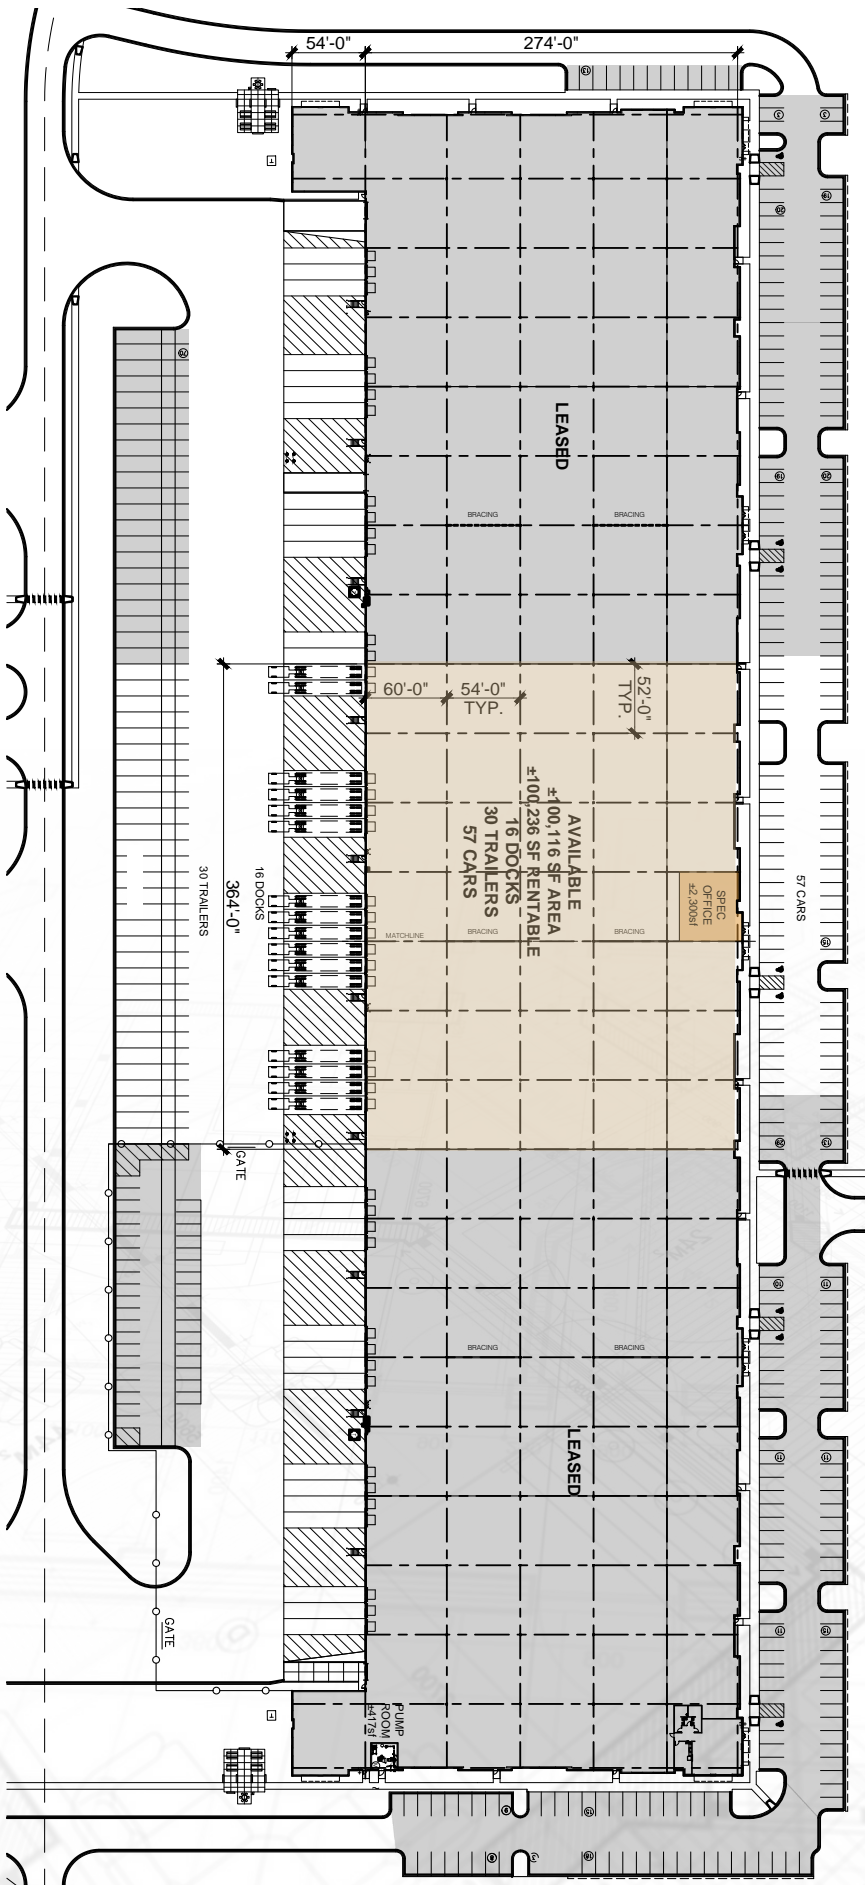 54'-0"
274'-0"
LEASED
BRACING
BRACING
60'-0"
54'-0"
TYP.
52'-0"
TYP.
AVAILABLE
±100,116 SF AREA
±100,236 SF RENTABLE
16 DOCKS
30 TRAILERS
57 CARS
SPEC
OFFICE
±2,300sf
57 CARS
30 TRAILERS
364'-0"
16 DOCKS
MATCHLINE
BRACING
BRACING
GATE
BRACING
BRACING
LEASED
GATE
PUMP
ROOM
±417sf